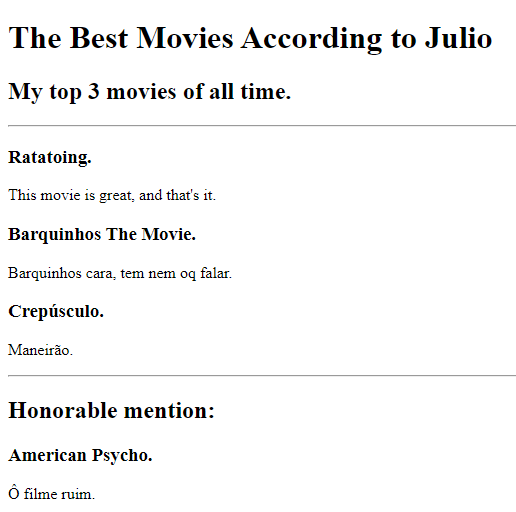 The Best Movies According to Julio
My top 3 movies of all time.
Ratatoing.
This movie is great, and that's it.
Barquinhos The Movie.
Barquinhos cara, tem nem oq falar.
Crepúsculo.
Maneirão.
Honorable mention:
American Psycho.
Ô filme ruim.